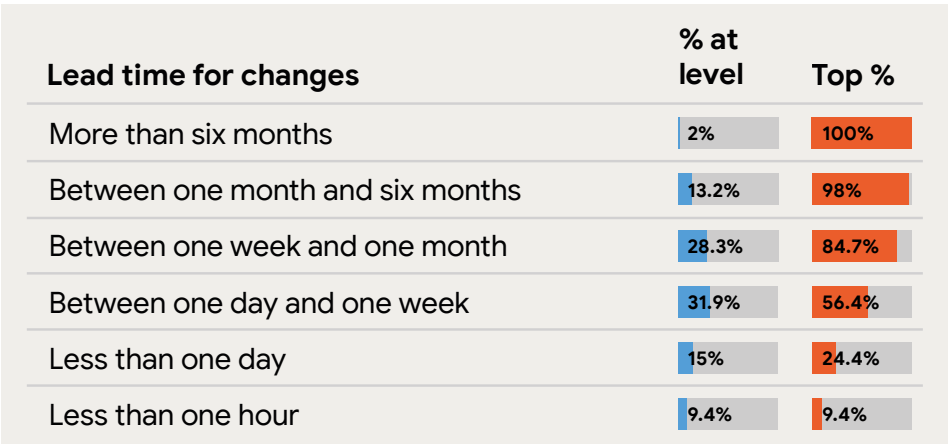 Lead time for changes % at level Top %
More than six months 2% 100%
Between one month and six months 13.2% 98%
Between one week and one month 28.3% 84.7%
Between one day and one week 31.9% 56.4%
Less than one day 15% 24.4%
Less than one hour 9.4% 9.4%